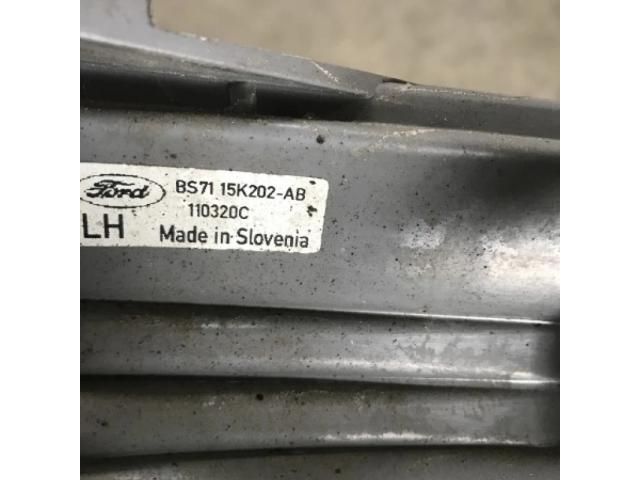 Ford BS71 15K202-AB
110320C
LH Made in Slovenia